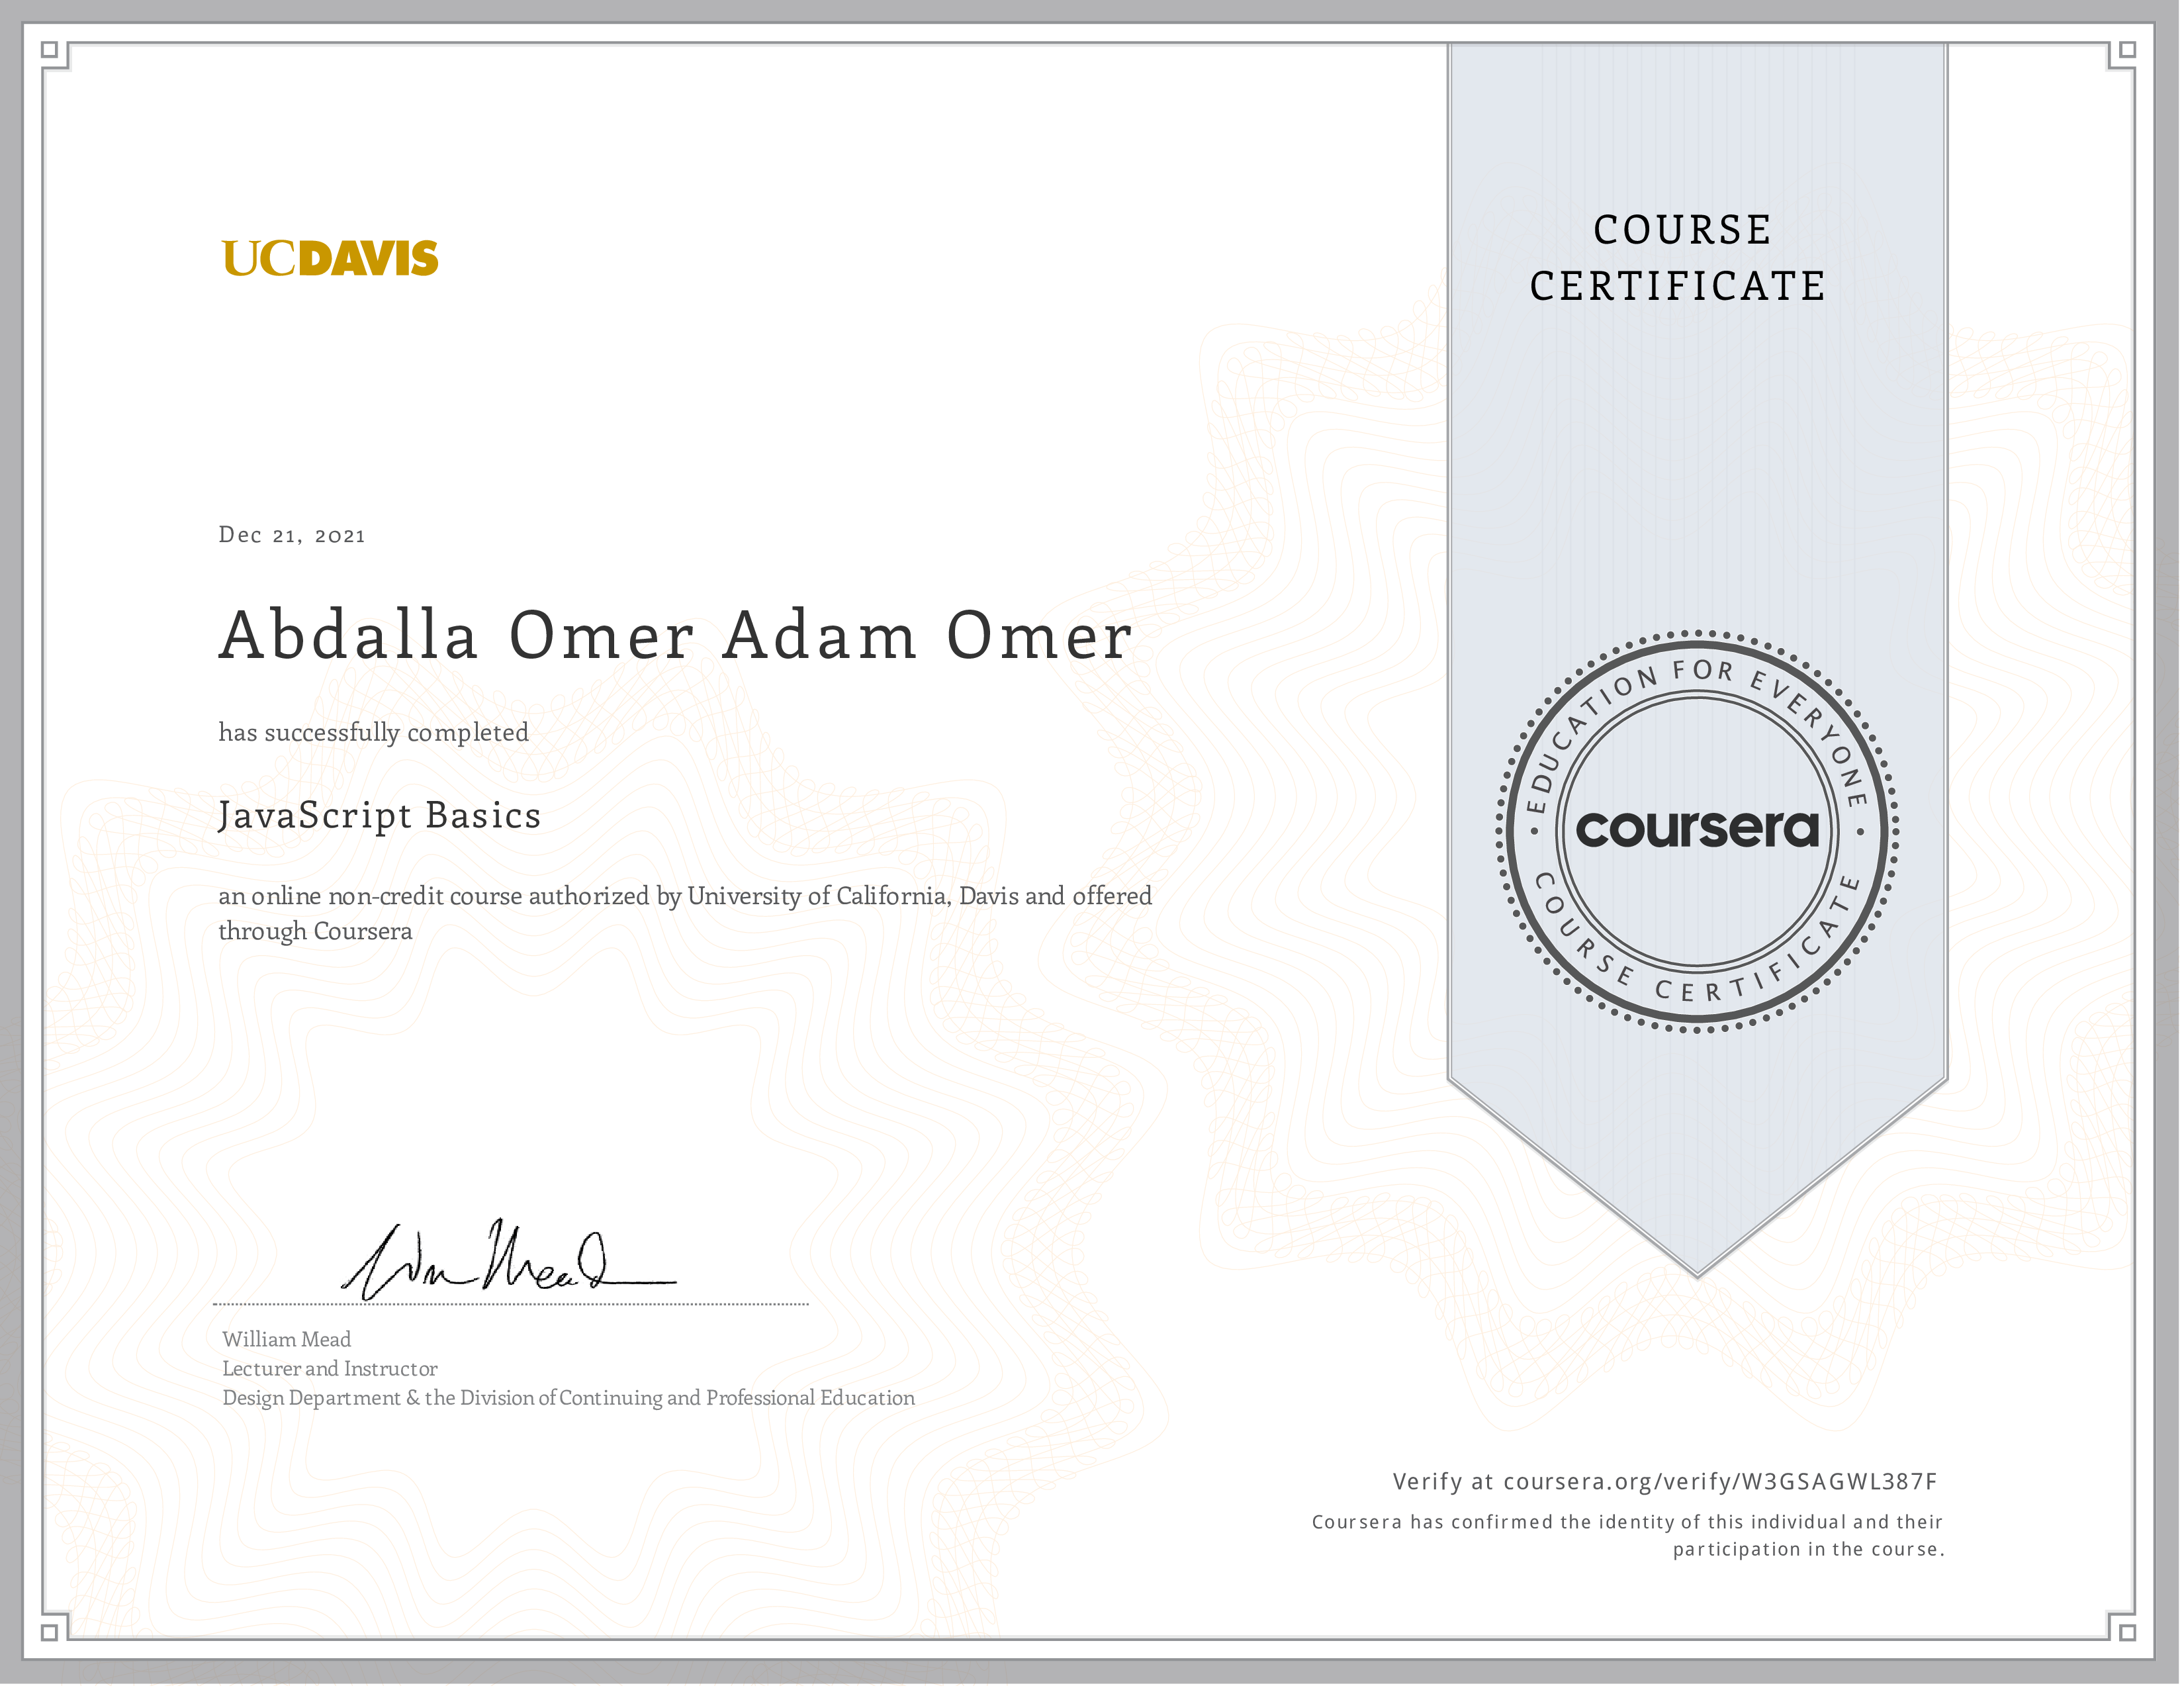 UCDAVIS
COURSE
CERTIFICATE
Dec 21, 2021
Abdalla Omer Adam Omer
has successfully completed
JavaScript Basics
an online non-credit course authorized by University of California, Davis and offered
through Coursera
EDUCATION FOR EVERYONE
coursera
COURSE CERTIFICATE
William Mead
Lecturer and Instructor
Design Department & the Division of Continuing and Professional Education
Verify at coursera.org/verify/W3GSAGWL387F
Coursera has confirmed the identity of this individual and their
participation in the course.